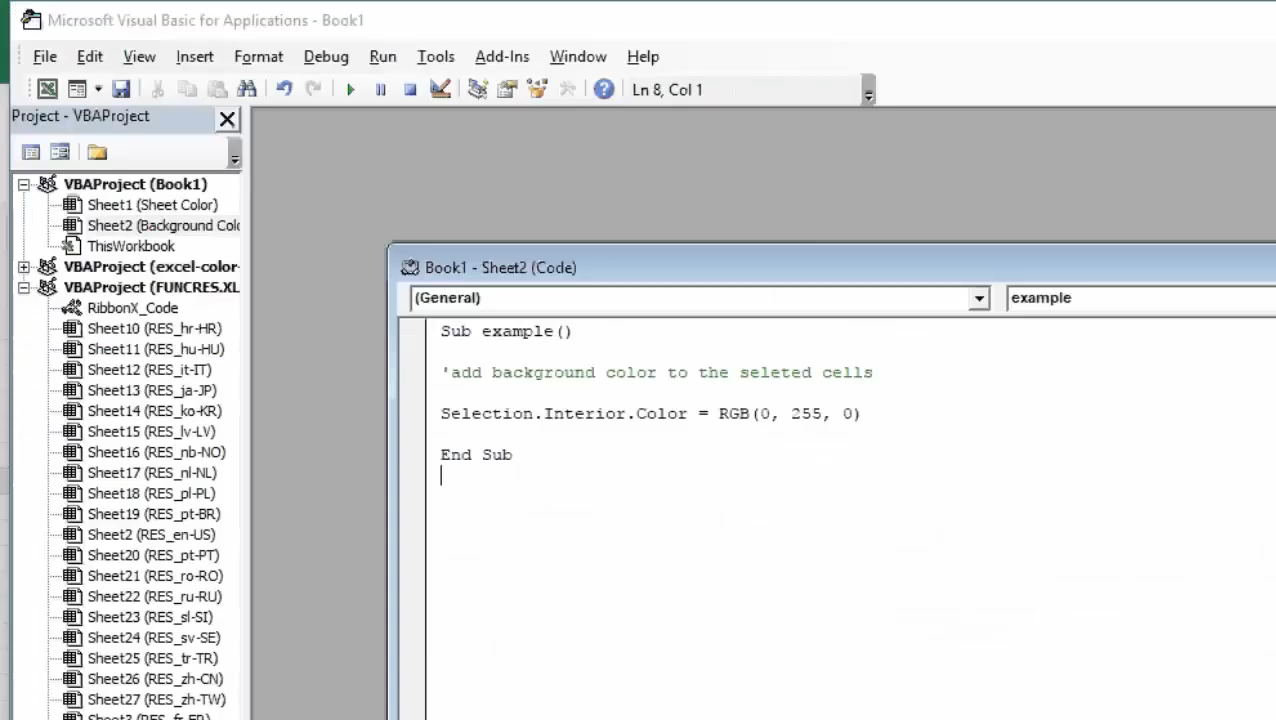 Microsoft Visual Basic for Applications - Book1
File Edit View Insert Format Debug Run Tools Add-Ins Window Help
Ln 8, Col 1
Project - VBAProject
VBAProject (Book1)
Sheet1 (Sheet Color)
Sheet2 (Background Colo
ThisWorkbook
VBAProject (excel-color-
VBAProject (FUNCRES.XL
RibbonX_Code
Sheet10 (RES_hr-HR)
Sheet11 (RES_hu-HU)
Sheet12 (RES_it-IT)
Sheet13 (RES_ja-JP)
Sheet14 (RES_ko-KR)
Sheet15 (RES_lv-LV)
Sheet16 (RES_nb-NO)
Sheet17 (RES_nl-NL)
Sheet18 (RES_pl-PL)
Sheet19 (RES_pt-BR)
Sheet2 (RES_en-US)
Sheet20 (RES_pt-PT)
Sheet21 (RES_ro-RO)
Sheet22 (RES_ru-RU)
Sheet23 (RES_sl-SI)
Sheet24 (RES_sv-SE)
Sheet25 (RES_tr-TR)
Sheet26 (RES_zh-CN)
Sheet27 (RES_zh-TW)
Sheet3 (RES_fr-FR)
Book1 - Sheet2 (Code)
(General)
example
Sub example()
'add background color to the seleted cells
Selection.Interior.Color = RGB(0, 255, 0)
End Sub